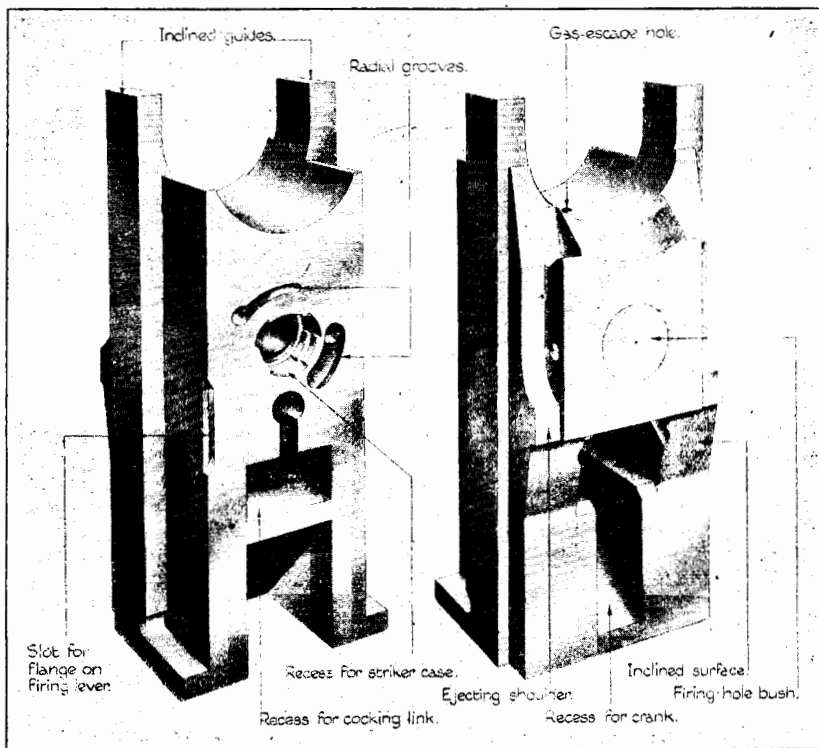 Inclined guides.
Gas-escape hole.
Radial grooves.
Slot for
flange on
firing lever.
Recess for striker case.
Inclined surface.
Ejecting shoulder.
Firing-hole bush.
Recess for cocking link.
Recess for crank.